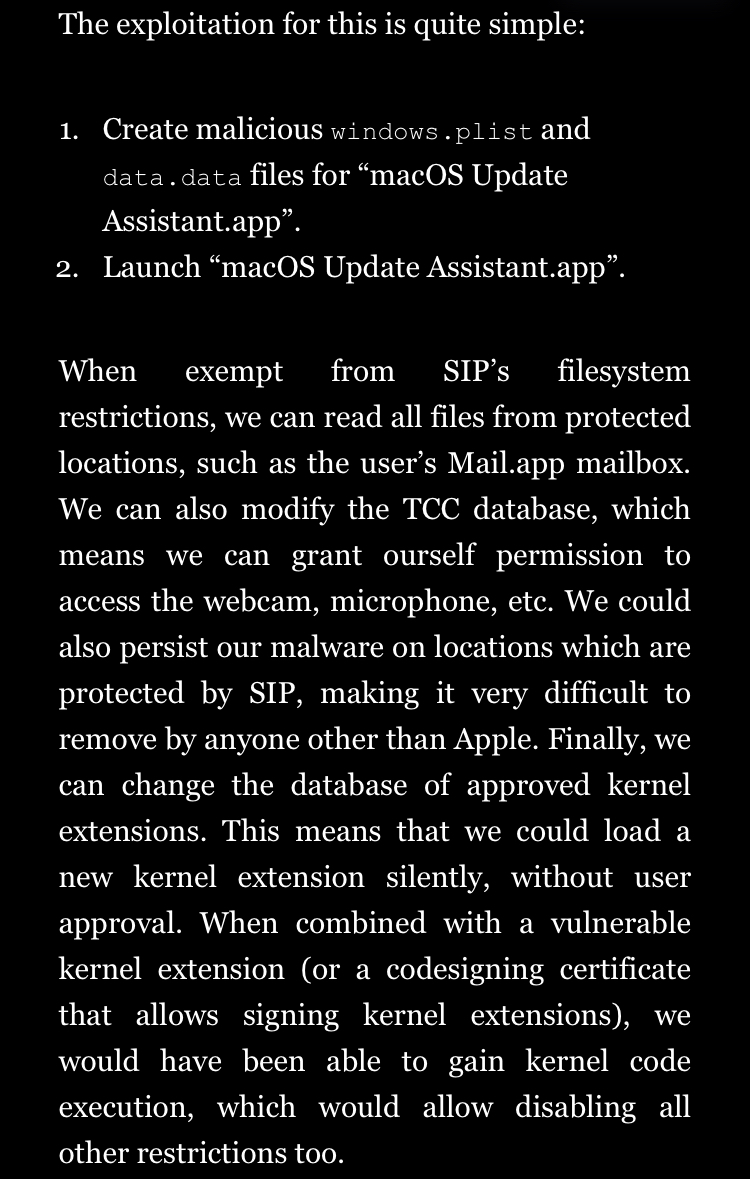 The exploitation for this is quite simple:
1. Create malicious windows.plist and
data.data files for “macOS Update
Assistant.app”.
2. Launch “macOS Update Assistant.app”.
When exempt from SIP’s filesystem
restrictions, we can read all files from protected
locations, such as the user’s Mail.app mailbox.
We can also modify the TCC database, which
means we can grant ourself permission to
access the webcam, microphone, etc. We could
also persist our malware on locations which are
protected by SIP, making it very difficult to
remove by anyone other than Apple. Finally, we
can change the database of approved kernel
extensions. This means that we could load a
new kernel extension silently, without user
approval. When combined with a vulnerable
kernel extension (or a codesigning certificate
that allows signing kernel extensions), we
would have been able to gain kernel code
execution, which would allow disabling all
other restrictions too.